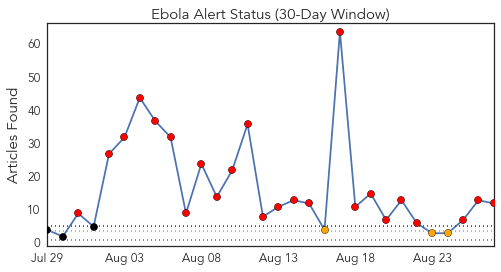 Ebola Alert Status (30-Day Window)
Articles Found
60
50
40
30
20
10
0
Jul 29
Aug 03
Aug 08
Aug 13
Aug 18
Aug 23